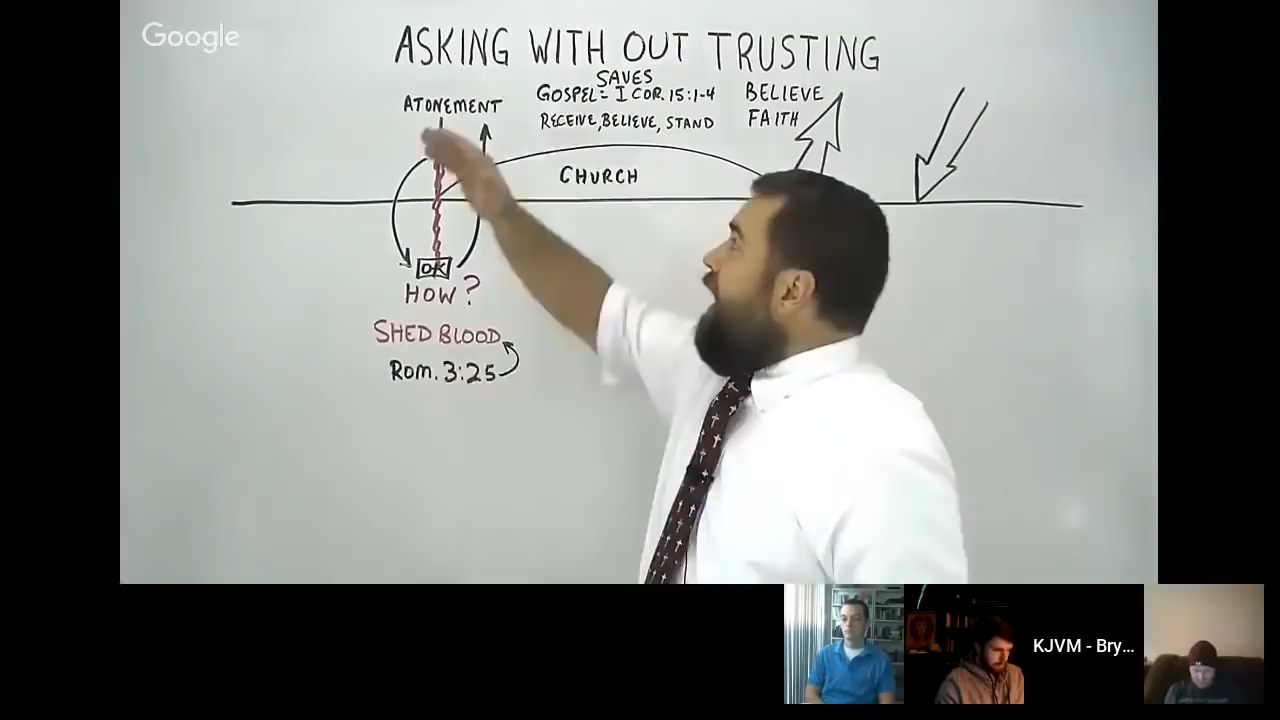 Google
ASKING WITH OUT TRUSTING
SAVES
ATONEMENT
GOSPEL = I COR. 15:1-4
BELIEVE
RECEIVE, BELIEVE, STAND
FAITH
CHURCH
OK
HOW?
SHED BLOOD
ROM. 3:25
KJVM - Bry...